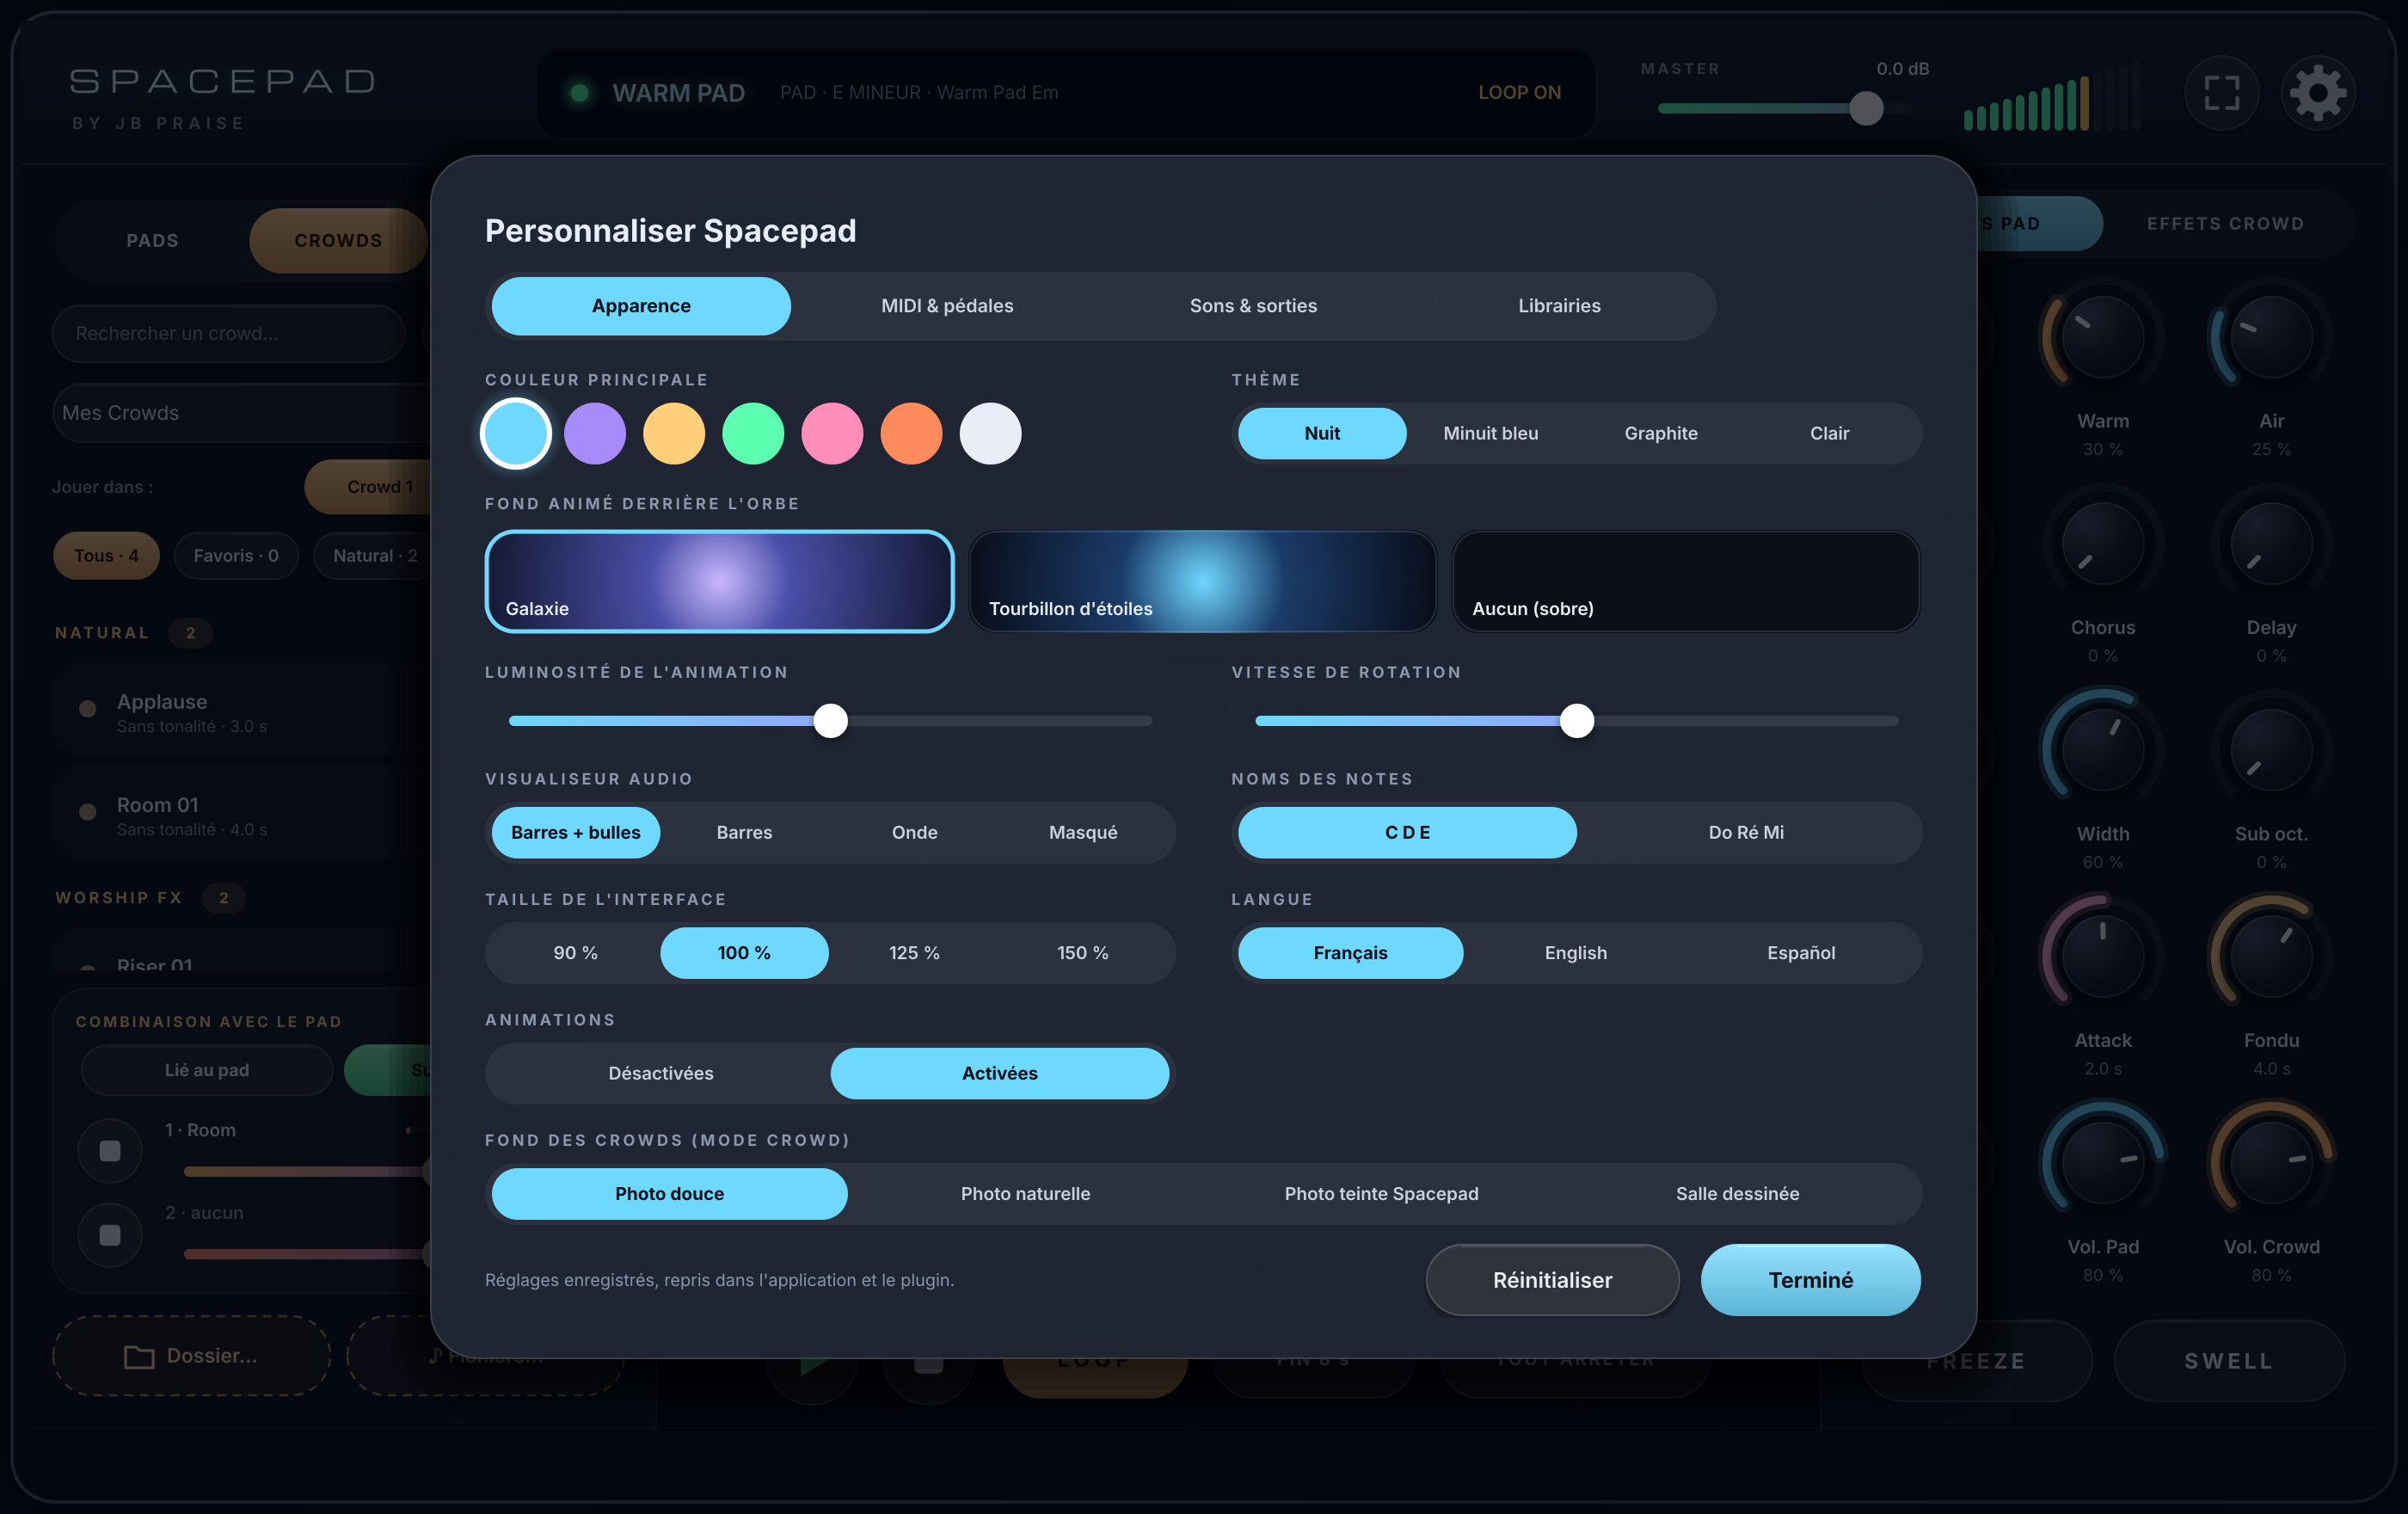 SPACEPAD
BY JB PRAISE
WARM PAD
PAD · E MINEUR · Warm Pad Em
LOOP ON
MASTER
0.0 dB
PADS
CROWDS
Rechercher un crowd...
Mes Crowds
Jouer dans :
Crowd 1
Tous · 4
Favoris · 0
Natural · 2
NATURAL
2
Applause
Sans tonalité · 3.0 s
Room 01
Sans tonalité · 4.0 s
WORSHIP FX
2
Riser 01
COMBINAISON AVEC LE PAD
Lié au pad
1 · Room
2 · aucun
Dossier...
Personnaliser Spacepad
Apparence
MIDI & pédales
Sons & sorties
Librairies
COULEUR PRINCIPALE
THÈME
Nuit
Minuit bleu
Graphite
Clair
FOND ANIMÉ DERRIÈRE L'ORBE
Galaxie
Tourbillon d'étoiles
Aucun (sobre)
LUMINOSITÉ DE L'ANIMATION
VITESSE DE ROTATION
VISUALISEUR AUDIO
NOMS DES NOTES
Barres + bulles
Barres
Onde
Masqué
C D E
Do Ré Mi
TAILLE DE L'INTERFACE
LANGUE
90 %
100 %
125 %
150 %
Français
English
Español
ANIMATIONS
Désactivées
Activées
FOND DES CROWDS (MODE CROWD)
Photo douce
Photo naturelle
Photo teinte Spacepad
Salle dessinée
Réglages enregistrés, repris dans l'application et le plugin.
Réinitialiser
Terminé
LOOP
FIN 8 s
TOUT ARRÊTER
PAD
EFFETS CROWD
Warm
30 %
Air
25 %
Chorus
0 %
Delay
0 %
Width
60 %
Sub oct.
0 %
Attack
2.0 s
Fondu
4.0 s
Vol. Pad
80 %
Vol. Crowd
80 %
FREEZE
SWELL